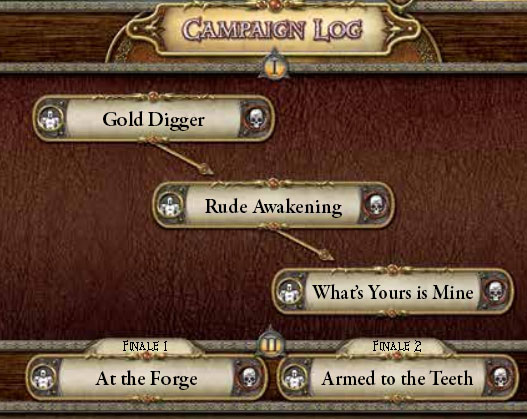 Campaign Log
I
Gold Digger
Rude Awakening
What's Yours is Mine
II
Finale 1
Finale 2
At the Forge
Armed to the Teeth